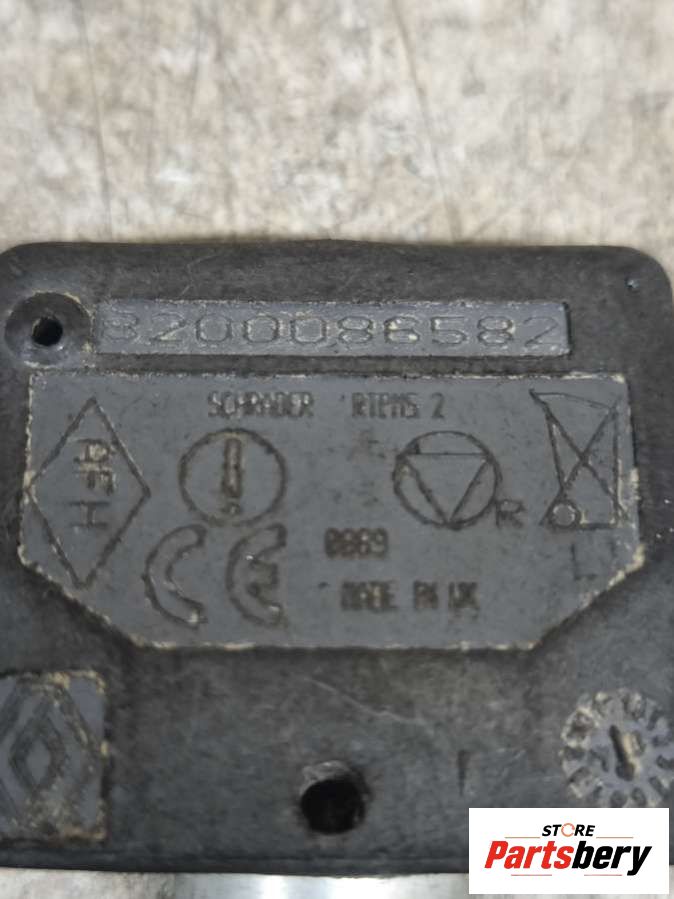 8200086582
SCHRADER RTEMS 2
R
0889
MADE IN UK
STORE
Partsbery